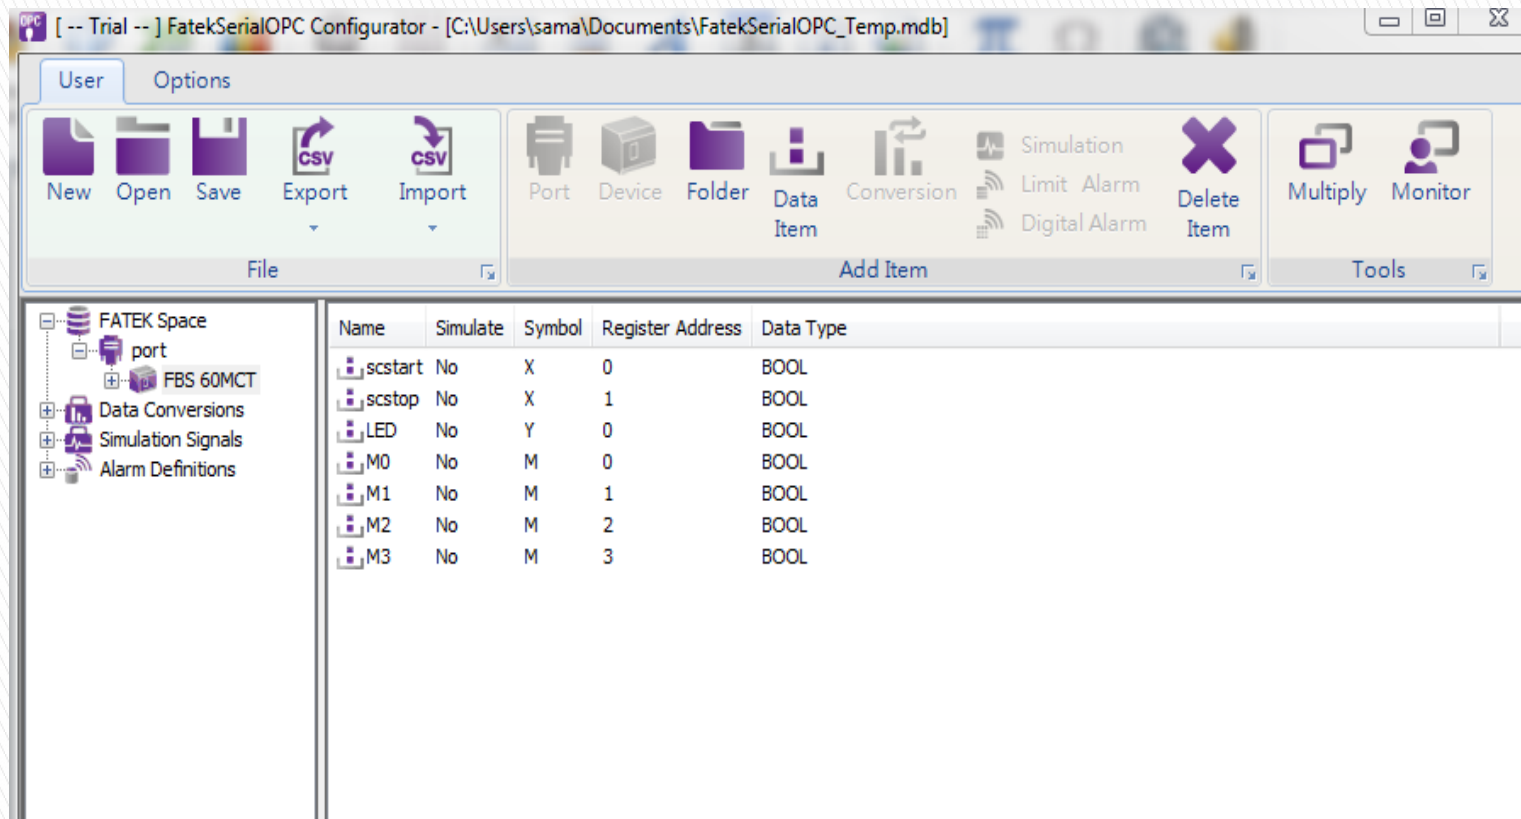 OPC [ -- Trial -- ] FatekSerialOPC Configurator - [C:\Users\sama\Documents\FatekSerialOPC_Temp.mdb]
User Options
CSV CSV
New Open Save Export Import Port Device Folder Data Item Conversion Simulation Limit Alarm Digital Alarm Delete Item Multiply Monitor
File Add Item Tools
FATEK Space
port
FBS 60MCT
Data Conversions
Simulation Signals
Alarm Definitions
Name Simulate Symbol Register Address Data Type
scstart No X 0 BOOL
scstop No X 1 BOOL
LED No Y 0 BOOL
M0 No M 0 BOOL
M1 No M 1 BOOL
M2 No M 2 BOOL
M3 No M 3 BOOL